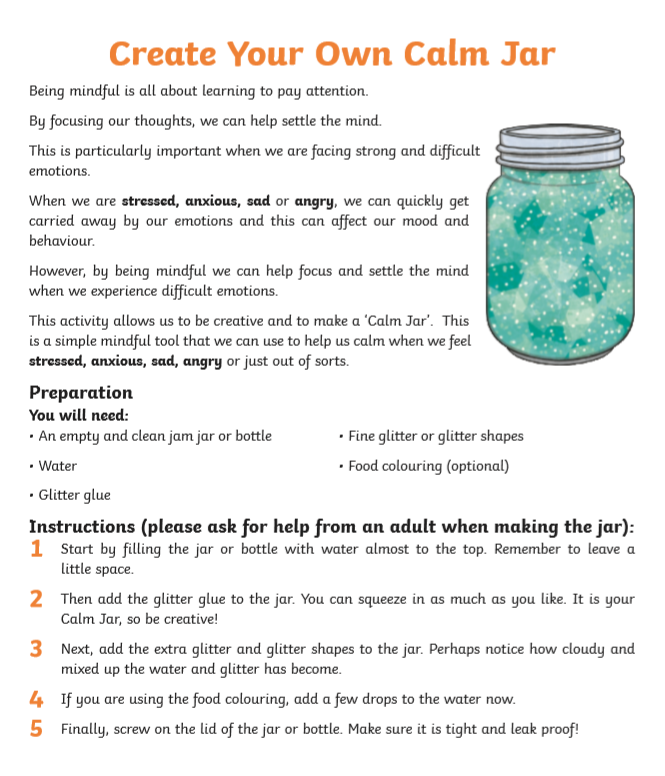 Create Your Own Calm Jar
Being mindful is all about learning to pay attention.
By focusing our thoughts, we can help settle the mind.
This is particularly important when we are facing strong and difficult
emotions.
When we are stressed, anxious, sad or angry, we can quickly get
carried away by our emotions and this can affect our mood and
behaviour.
However, by being mindful we can help focus and settle the mind
when we experience difficult emotions.
This activity allows us to be creative and to make a 'Calm Jar'. This
is a simple mindful tool that we can use to help us calm when we feel
stressed, anxious, sad, angry or just out of sorts.
Preparation
You will need:
• An empty and clean jam jar or bottle
• Water
• Glitter glue
• Fine glitter or glitter shapes
• Food colouring (optional)
Instructions (please ask for help from an adult when making the jar):
1 Start by filling the jar or bottle with water almost to the top. Remember to leave a
little space.
2 Then add the glitter glue to the jar. You can squeeze in as much as you like. It is your
Calm Jar, so be creative!
3 Next, add the extra glitter and glitter shapes to the jar. Perhaps notice how cloudy and
mixed up the water and glitter has become.
4 If you are using the food colouring, add a few drops to the water now.
5 Finally, screw on the lid of the jar or bottle. Make sure it is tight and leak proof!